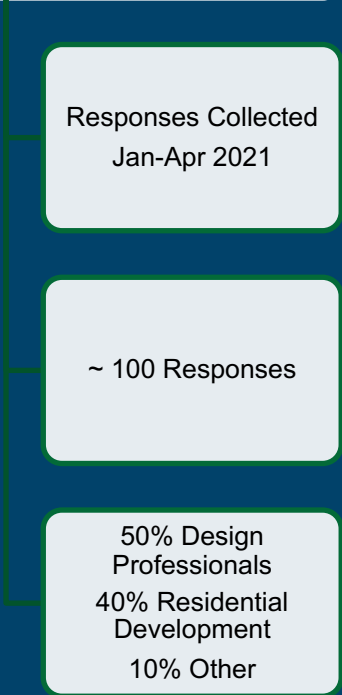 Responses Collected
Jan-Apr 2021
~ 100 Responses
50% Design
Professionals
40% Residential
Development
10% Other